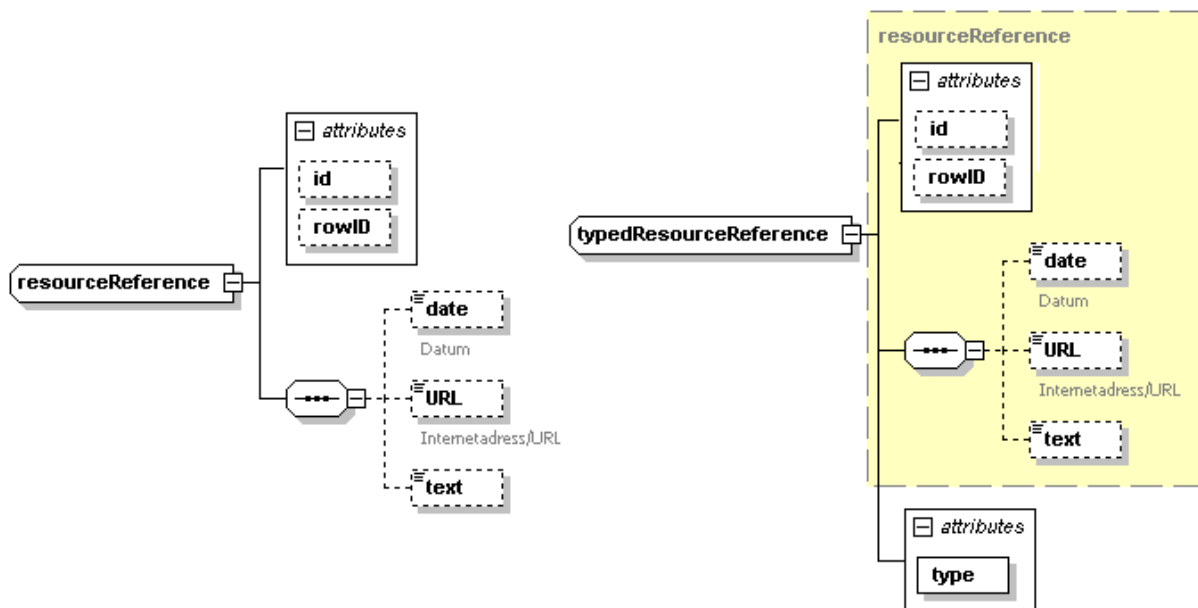 attributes
id
rowID
resourceReference
date
Datum
URL
Internetadress/URL
text
resourceReference
attributes
id
rowID
typedResourceReference
date
Datum
URL
Internetadress/URL
text
attributes
type